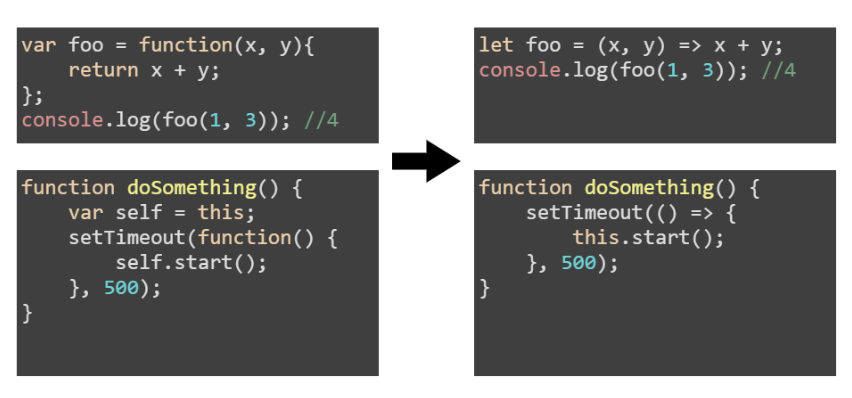 var foo = function(x, y){
    return x + y;
};
console.log(foo(1, 3)); //4
let foo = (x, y) => x + y;
console.log(foo(1, 3)); //4
function doSomething() {
    var self = this;
    setTimeout(function() {
        self.start();
    }, 500);
}
function doSomething() {
    setTimeout(() => {
        this.start();
    }, 500);
}